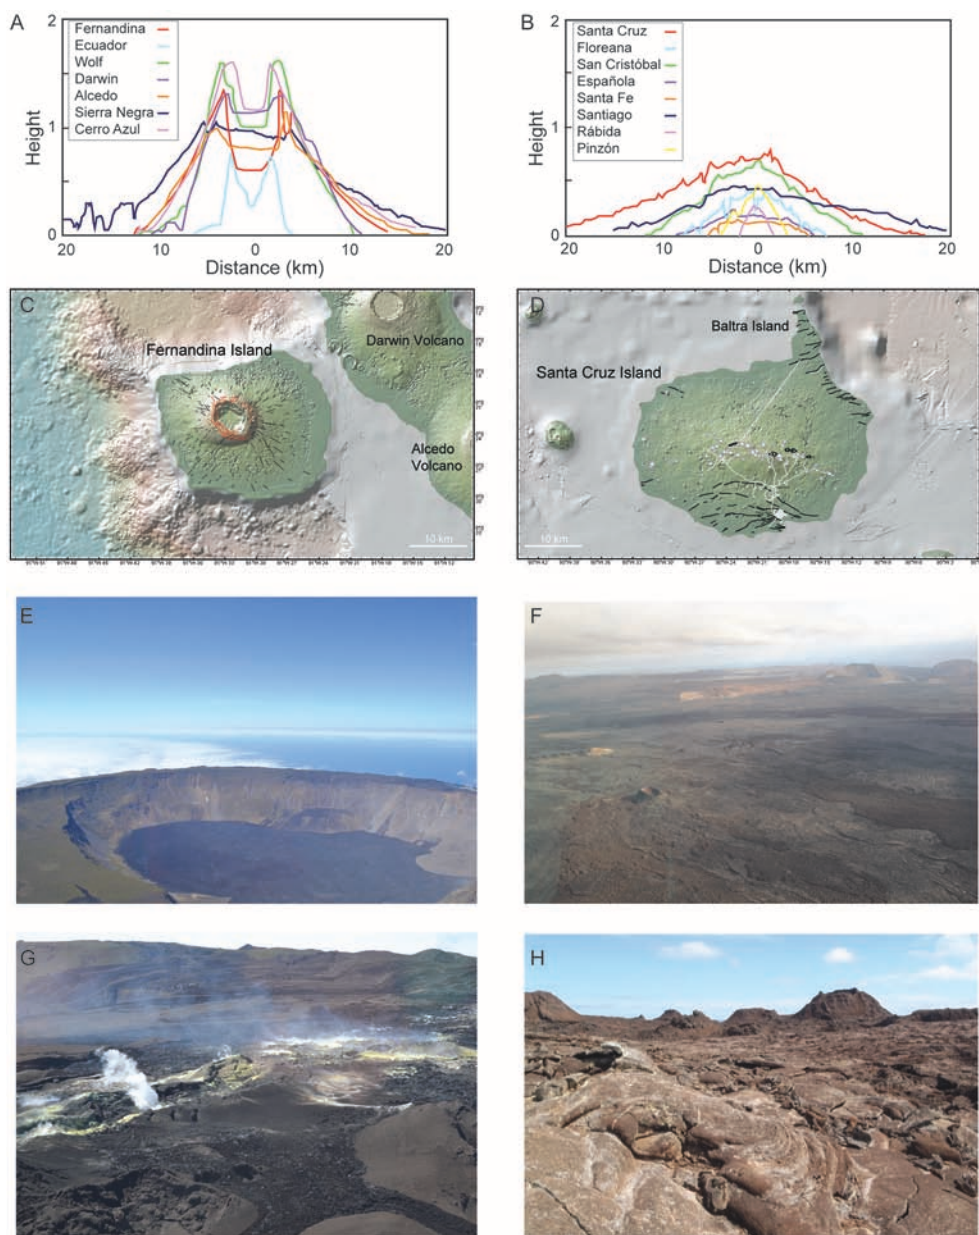 A
2
Fernandina
Ecuador
Wolf
Darwin
Alcedo
Sierra Negra
Cerro Azul
1
0
Height
20
10
0
10
20
Distance (km)
B
2
Santa Cruz
Floreana
San Cristóbal
Española
Santa Fe
Santiago
Rábida
Pinzón
1
0
Height
20
10
0
10
20
Distance (km)
C
Fernandina Island
Darwin Volcano
Alcedo
Volcano
10 km
D
Baltra Island
Santa Cruz Island
10 km
E
F
G
H